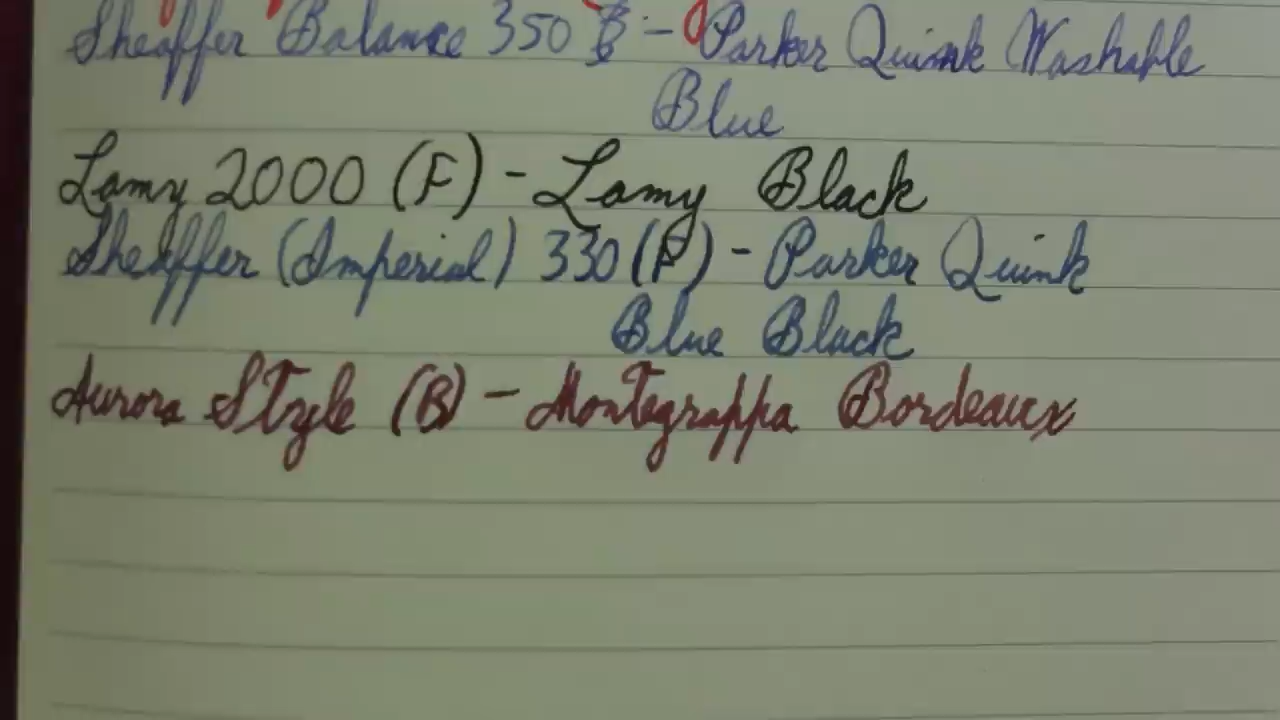 Sheaffer Balance 350 - Parker Quink Washable
Blue
Lamy 2000 (F) - Lamy Black
Sheaffer (Imperial) 330 (F) - Parker Quink
Blue Black
Aurora Style (B) - Montegrappa Bordeaux